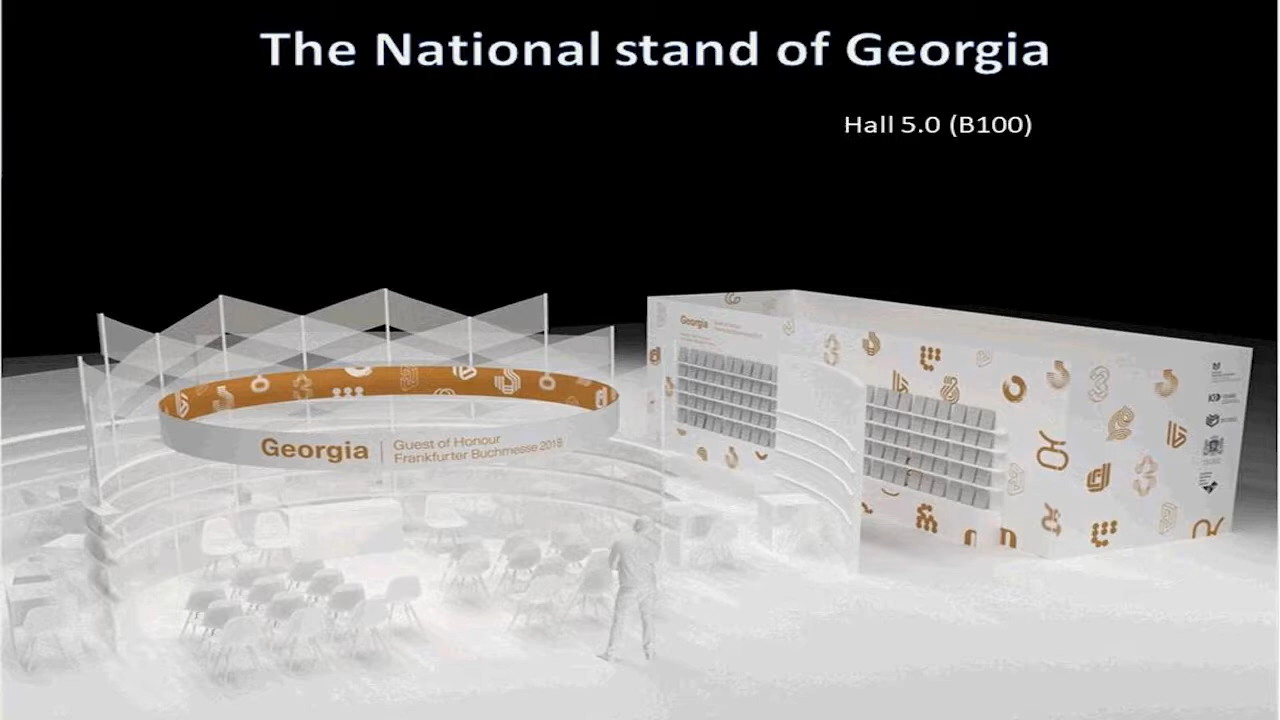 The National stand of Georgia
Hall 5.0 (B100)
Georgia
Guest of Honour
Frankfurter Buchmesse 2018
Georgia